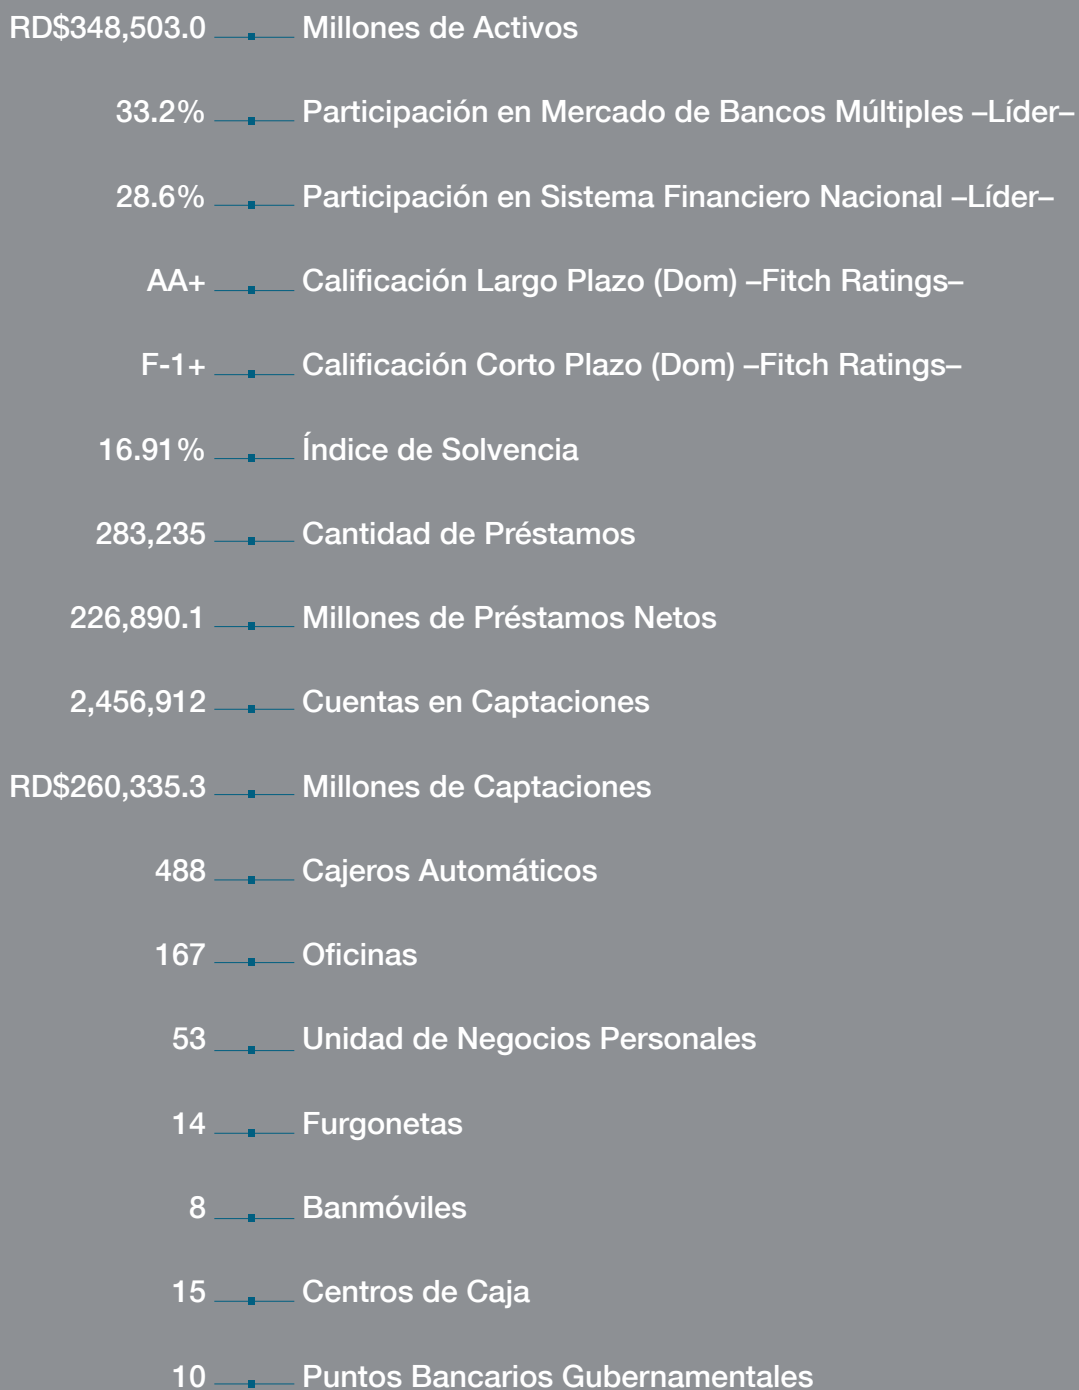 RD$348,503.0 Millones de Activos
33.2% Participación en Mercado de Bancos Múltiples –Líder–
28.6% Participación en Sistema Financiero Nacional –Líder–
AA+ Calificación Largo Plazo (Dom) –Fitch Ratings–
F-1+ Calificación Corto Plazo (Dom) –Fitch Ratings–
16.91% Índice de Solvencia
283,235 Cantidad de Préstamos
226,890.1 Millones de Préstamos Netos
2,456,912 Cuentas en Captaciones
RD$260,335.3 Millones de Captaciones
488 Cajeros Automáticos
167 Oficinas
53 Unidad de Negocios Personales
14 Furgonetas
8 Banmóviles
15 Centros de Caja
10 Puntos Bancarios Gubernamentales